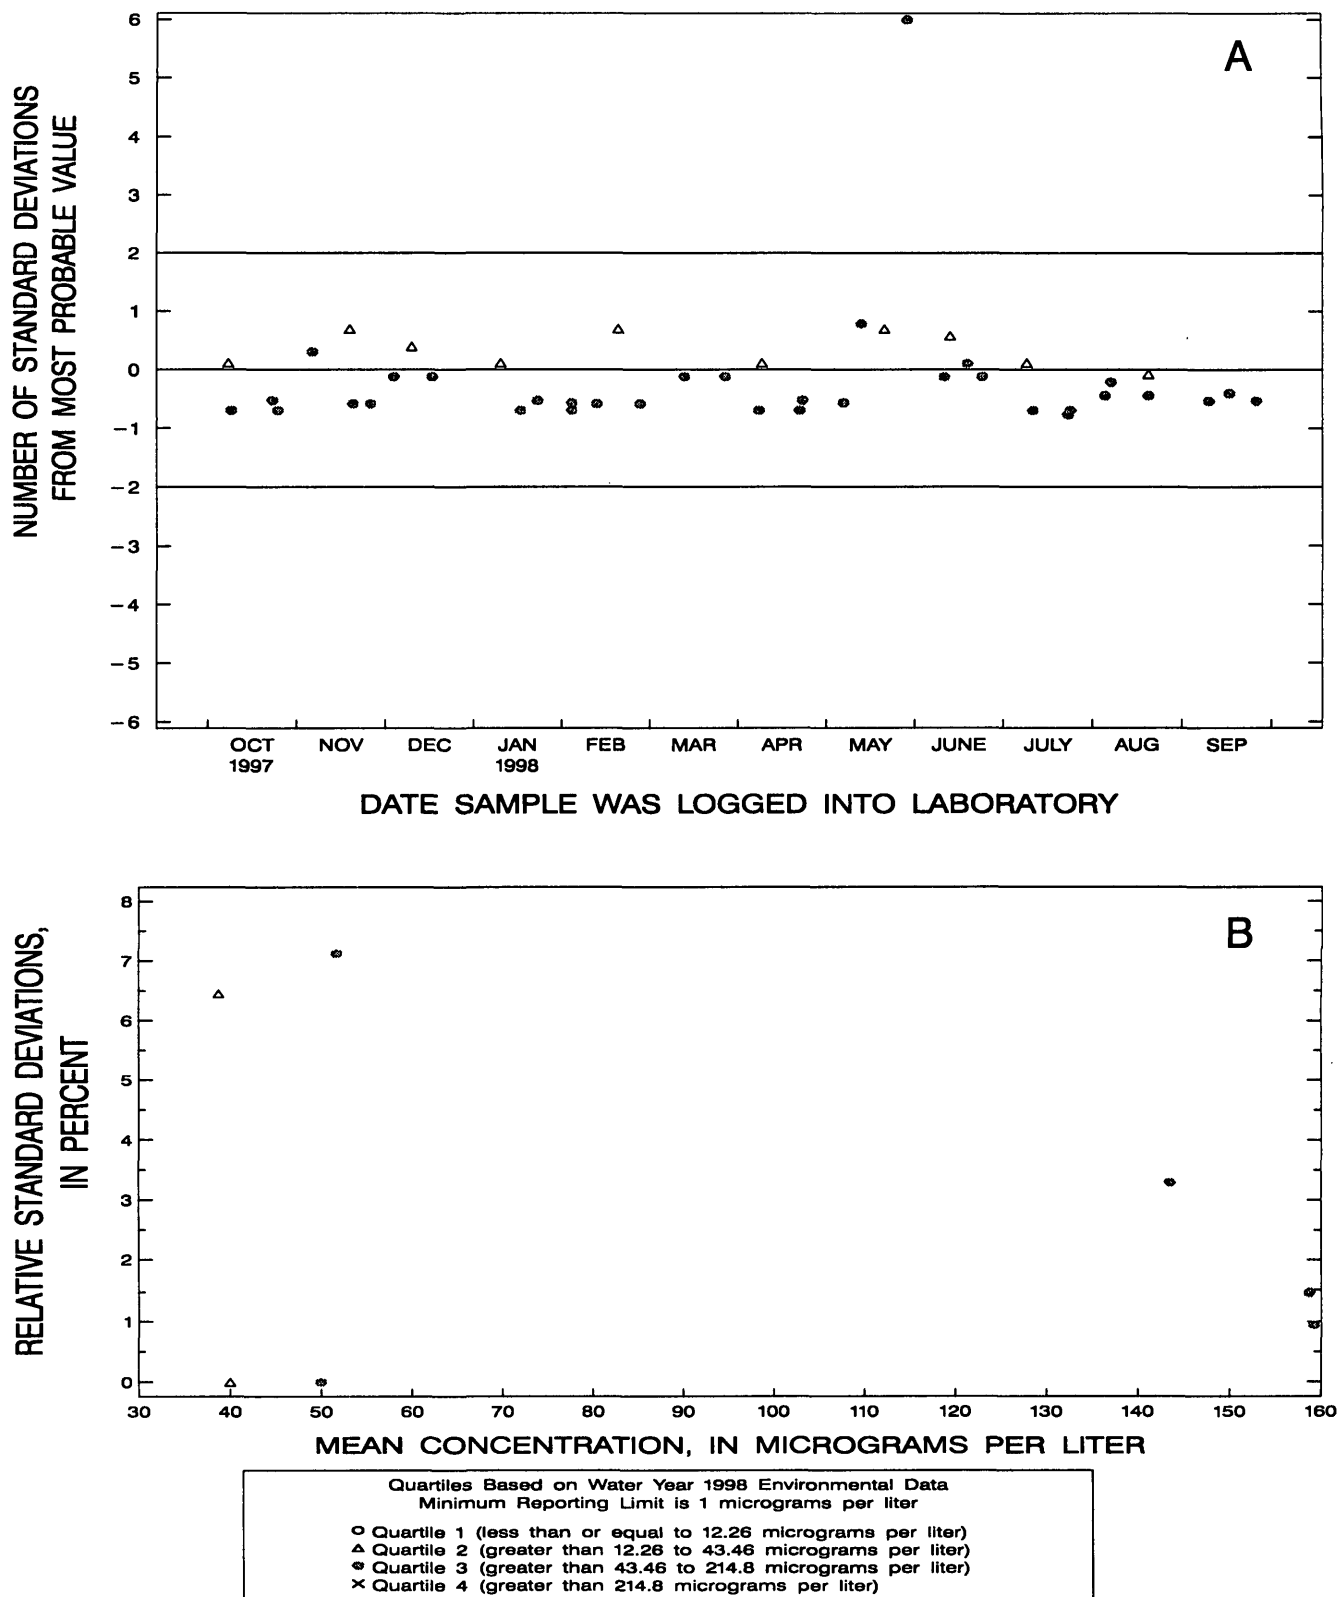 A
NUMBER OF STANDARD DEVIATIONS
FROM MOST PROBABLE VALUE
6
5
4
3
2
1
0
−1
−2
−3
−4
−5
−6
OCT NOV DEC JAN FEB MAR APR MAY JUNE JULY AUG SEP
1997 1998
DATE SAMPLE WAS LOGGED INTO LABORATORY
B
RELATIVE STANDARD DEVIATIONS,
IN PERCENT
8
7
6
5
4
3
2
1
0
30 40 50 60 70 80 90 100 110 120 130 140 150 160
MEAN CONCENTRATION, IN MICROGRAMS PER LITER
Quartiles Based on Water Year 1998 Environmental Data
Minimum Reporting Limit is 1 micrograms per liter
Quartile 1 (less than or equal to 12.26 micrograms per liter)
Quartile 2 (greater than 12.26 to 43.46 micrograms per liter)
Quartile 3 (greater than 43.46 to 214.8 micrograms per liter)
Quartile 4 (greater than 214.8 micrograms per liter)